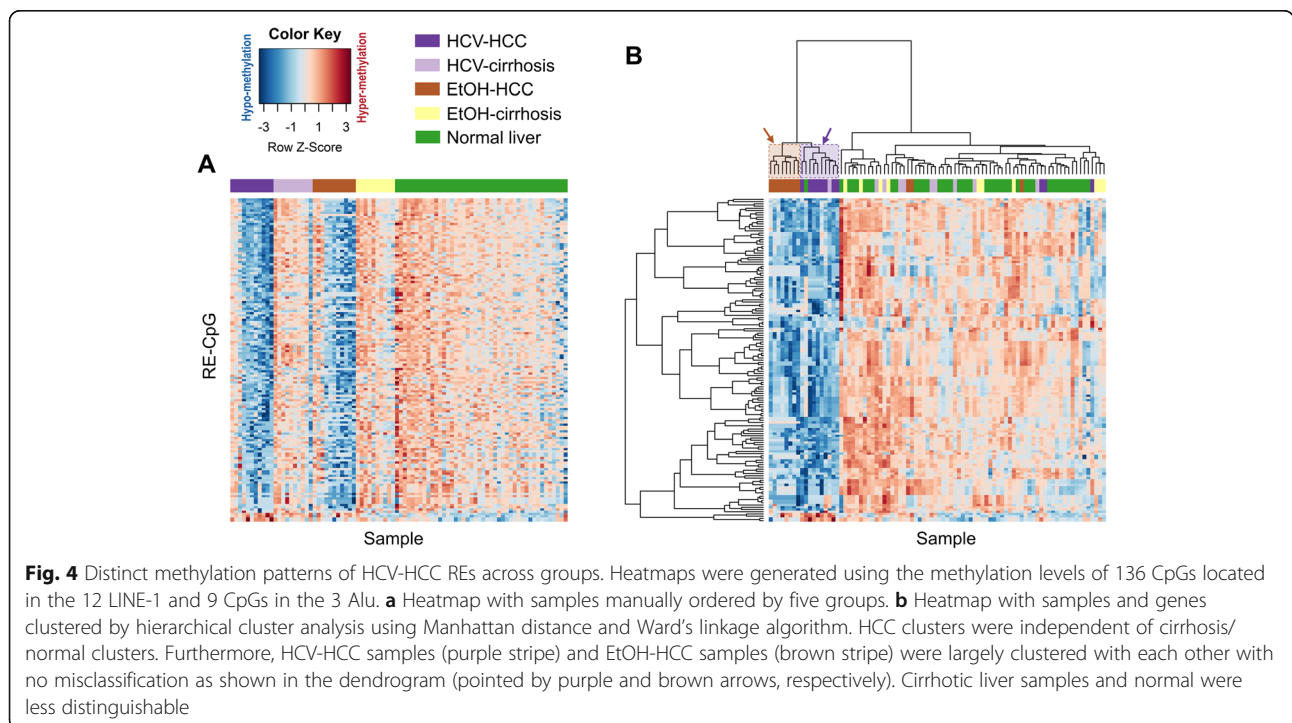 Color Key
Hypo-methylation
Hyper-methylation
-3 -1 1 3
Row Z-Score
HCV-HCC
HCV-cirrhosis
EtOH-HCC
EtOH-cirrhosis
Normal liver
A
RE-CpG
Sample
B
Sample
Fig. 4 Distinct methylation patterns of HCV-HCC REs across groups. Heatmaps were generated using the methylation levels of 136 CpGs located
in the 12 LINE-1 and 9 CpGs in the 3 Alu. a Heatmap with samples manually ordered by five groups. b Heatmap with samples and genes
clustered by hierarchical cluster analysis using Manhattan distance and Ward's linkage algorithm. HCC clusters were independent of cirrhosis/
normal clusters. Furthermore, HCV-HCC samples (purple stripe) and EtOH-HCC samples (brown stripe) were largely clustered with each other with
no misclassification as shown in the dendrogram (pointed by purple and brown arrows, respectively). Cirrhotic liver samples and normal were
less distinguishable